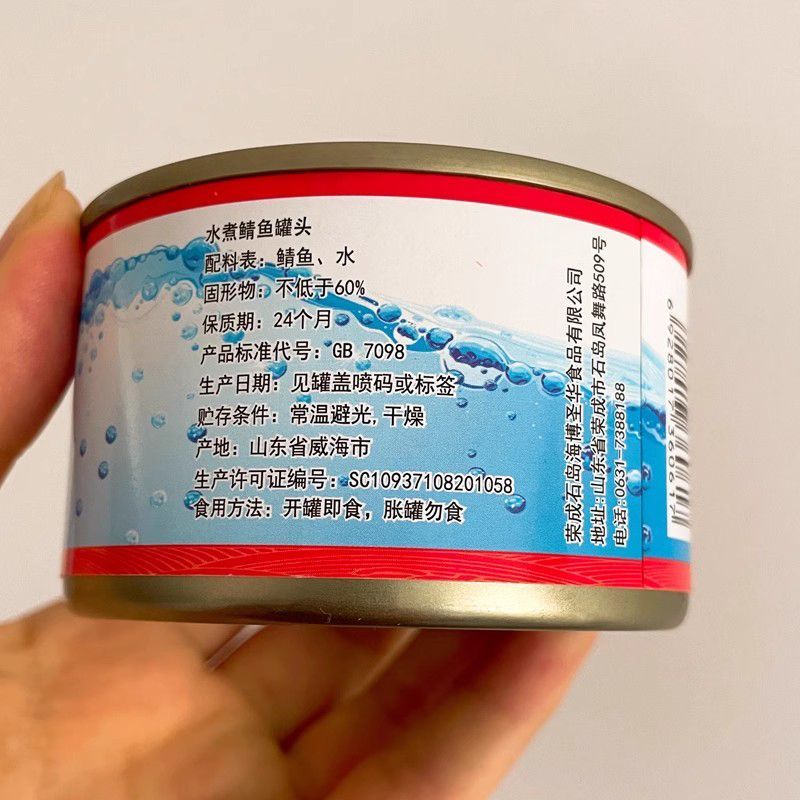 水煮鲭鱼罐头
配料表：鲭鱼、水
固形物：不低于60%
保质期：24个月
产品标准代号：GB 7098
生产日期：见罐盖喷码或标签
贮存条件：常温避光,干燥
产地：山东省威海市
生产许可证编号：SC10937108201058
食用方法：开罐即食，胀罐勿食
荣成石岛海博圣华食品有限公司
地址:山东省荣成市石岛凤舞路509号
电话:0631-7388188